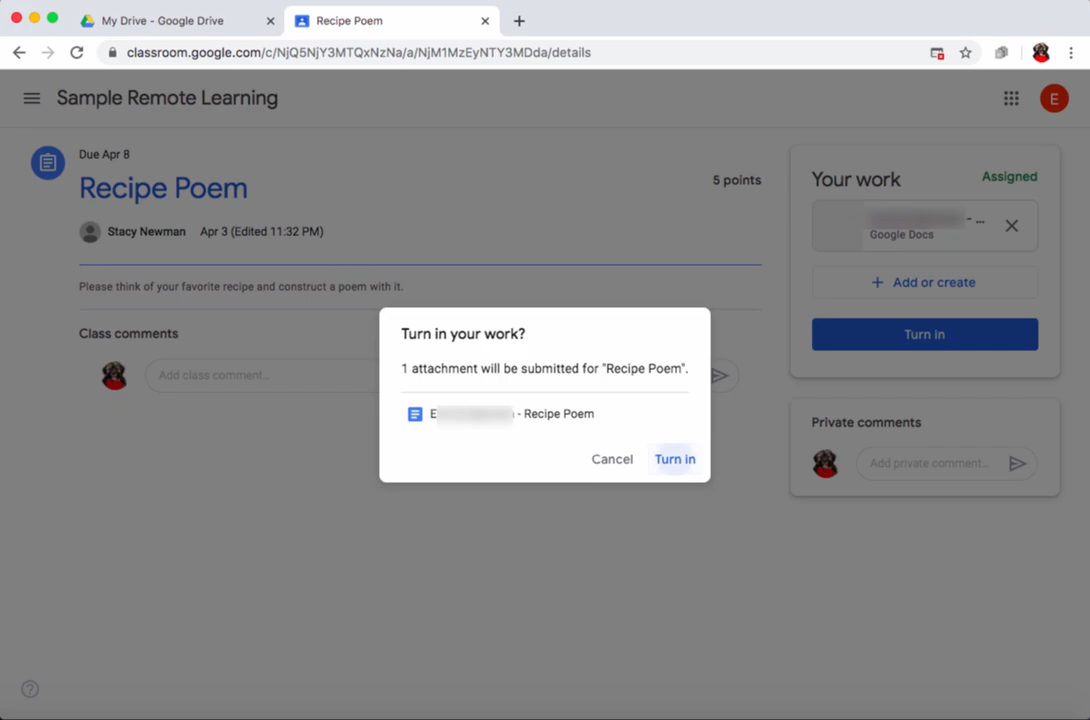 My Drive - Google Drive
Recipe Poem
classroom.google.com/c/NjQ5NjY3MTQxNzNa/a/NjM1MzEyNTY3MDda/details
Sample Remote Learning
E
Due Apr 8
Recipe Poem
5 points
Stacy Newman Apr 3 (Edited 11:32 PM)
Please think of your favorite recipe and construct a poem with it.
Class comments
Add class comment...
Your work
Assigned
- ...
Google Docs
+ Add or create
Turn in
Private comments
Add private comment...
Turn in your work?
1 attachment will be submitted for "Recipe Poem".
E - Recipe Poem
Cancel
Turn in